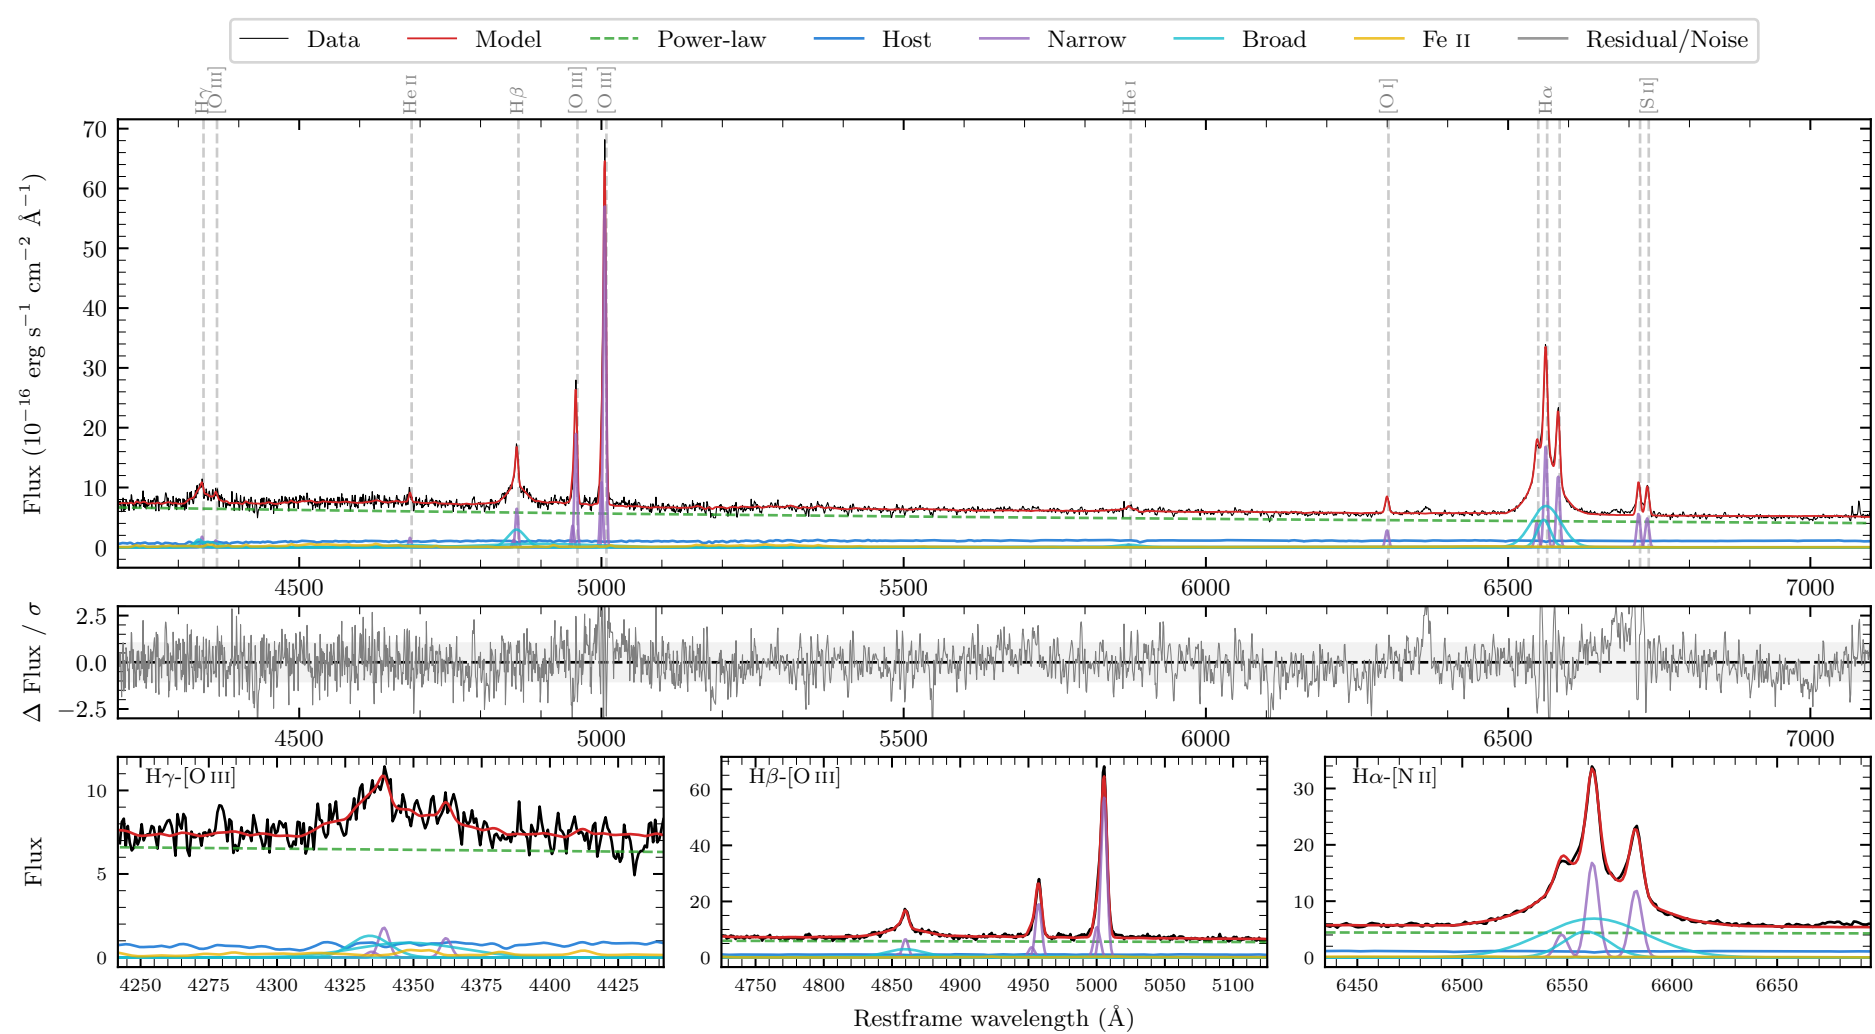 Data Model Power-law Host Narrow Broad Fe II Residual/Noise
Hγ [O III] He II Hβ [O III] [O III] He I [O I] Hα [S II]
Flux (10⁻¹⁶ erg s⁻¹ cm⁻² Å⁻¹)
70
60
50
40
30
20
10
0
4500 5000 5500 6000 6500 7000
Δ Flux / σ
2.5
0.0
−2.5
4500 5000 5500 6000 6500 7000
Flux
Hγ-[O III]
10
5
0
4250 4275 4300 4325 4350 4375 4400 4425
Hβ-[O III]
60
40
20
0
4750 4800 4850 4900 4950 5000 5050 5100
Hα-[N II]
30
20
10
0
6450 6500 6550 6600 6650
Restframe wavelength (Å)